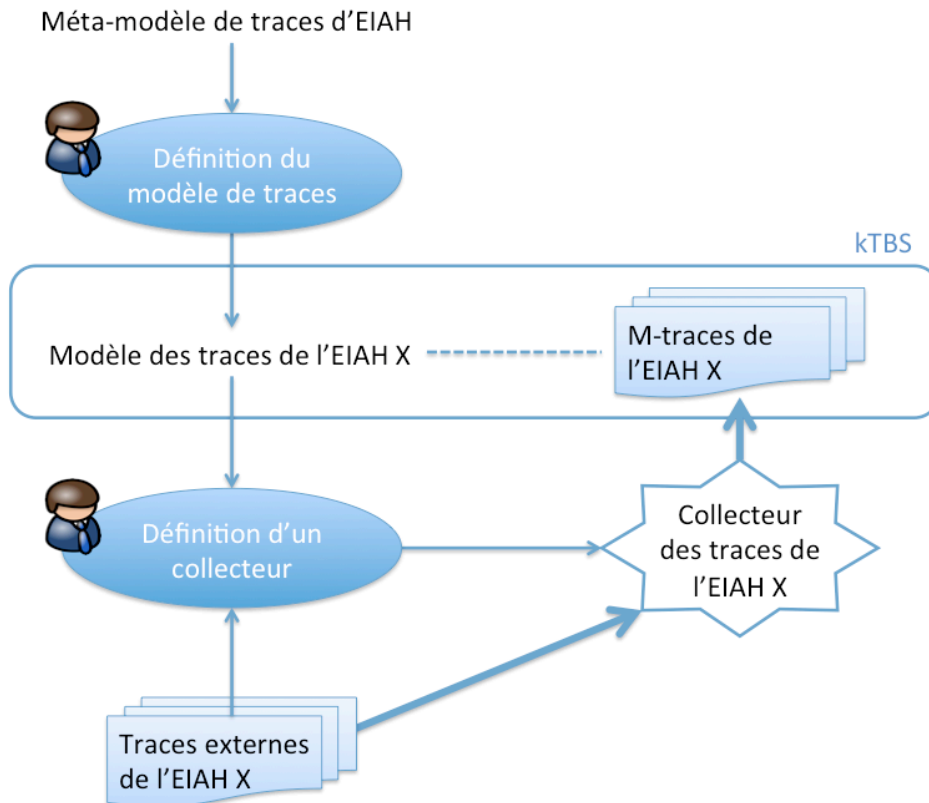 Méta-modèle de traces d’EIAH
Définition du
modèle de traces
kTBS
Modèle des traces de l’EIAH X
M-traces de
l’EIAH X
Définition d’un
collecteur
Collecteur
des traces de
l’EIAH X
Traces externes
de l’EIAH X